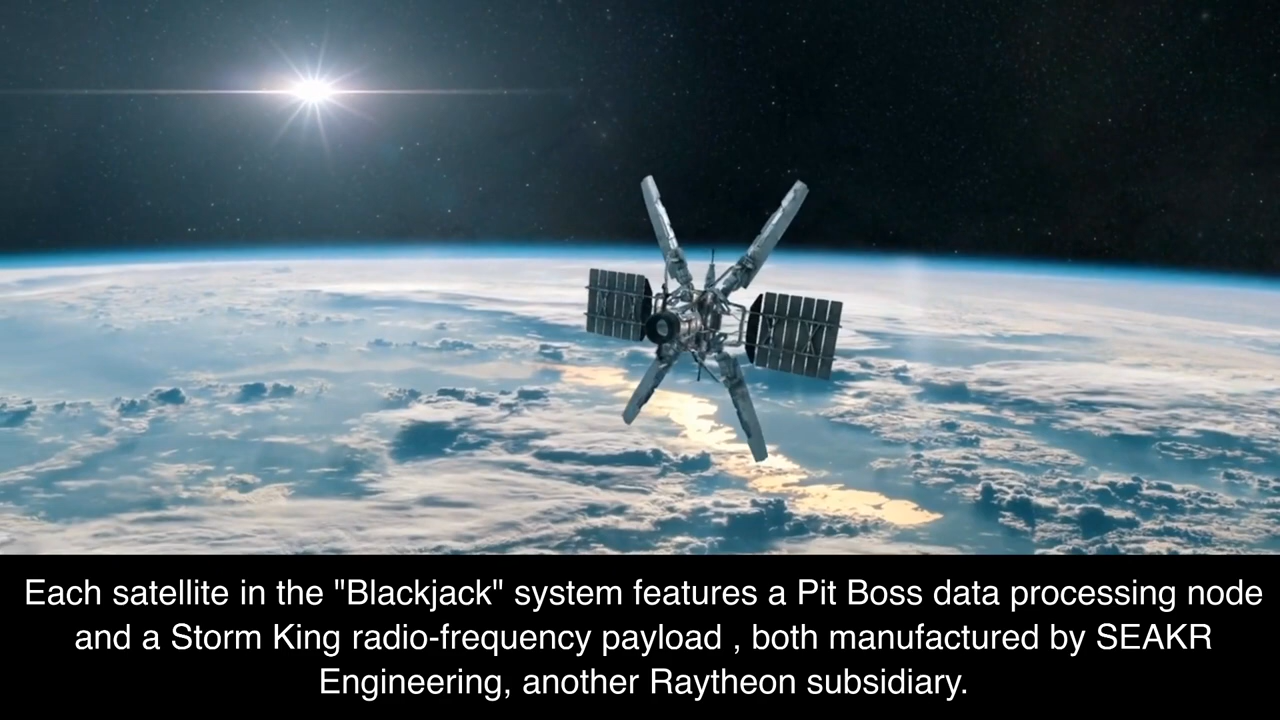 Each satellite in the "Blackjack" system features a Pit Boss data processing node
and a Storm King radio-frequency payload , both manufactured by SEAKR
Engineering, another Raytheon subsidiary.